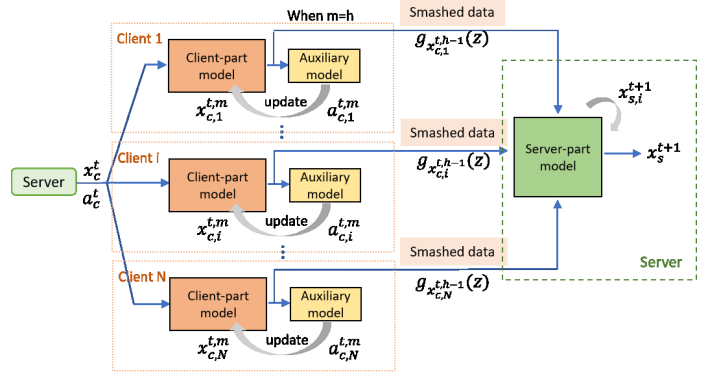 When m=h
Smashed data
Client 1
Client-part
model
Auxiliary
model
g_{x_{c,1}^{t,h-1}}(z)
x_{c,1}^{t,m}
update
a_{c,1}^{t,m}
x_{s,i}^{t+1}
Smashed data
Client i
Server
x_c^t
a_c^t
Client-part
model
Auxiliary
model
g_{x_{c,i}^{t,h-1}}(z)
Server-part
model
x_s^{t+1}
x_{c,i}^{t,m}
update
a_{c,i}^{t,m}
Smashed data
Server
Client N
Client-part
model
Auxiliary
model
g_{x_{c,N}^{t,h-1}}(z)
x_{c,N}^{t,m}
update
a_{c,N}^{t,m}